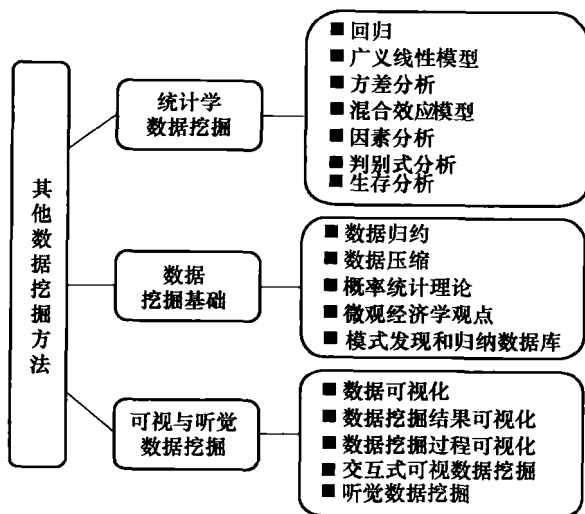 其他数据挖掘方法
统计学
数据挖掘
■ 回归
■ 广义线性模型
■ 方差分析
■ 混合效应模型
■ 因素分析
■ 判别式分析
■ 生存分析
数据
挖掘基础
■ 数据归约
■ 数据压缩
■ 概率统计理论
■ 微观经济学观点
■ 模式发现和归纳数据库
可视与听觉
数据挖掘
■ 数据可视化
■ 数据挖掘结果可视化
■ 数据挖掘过程可视化
■ 交互式可视数据挖掘
■ 听觉数据挖掘